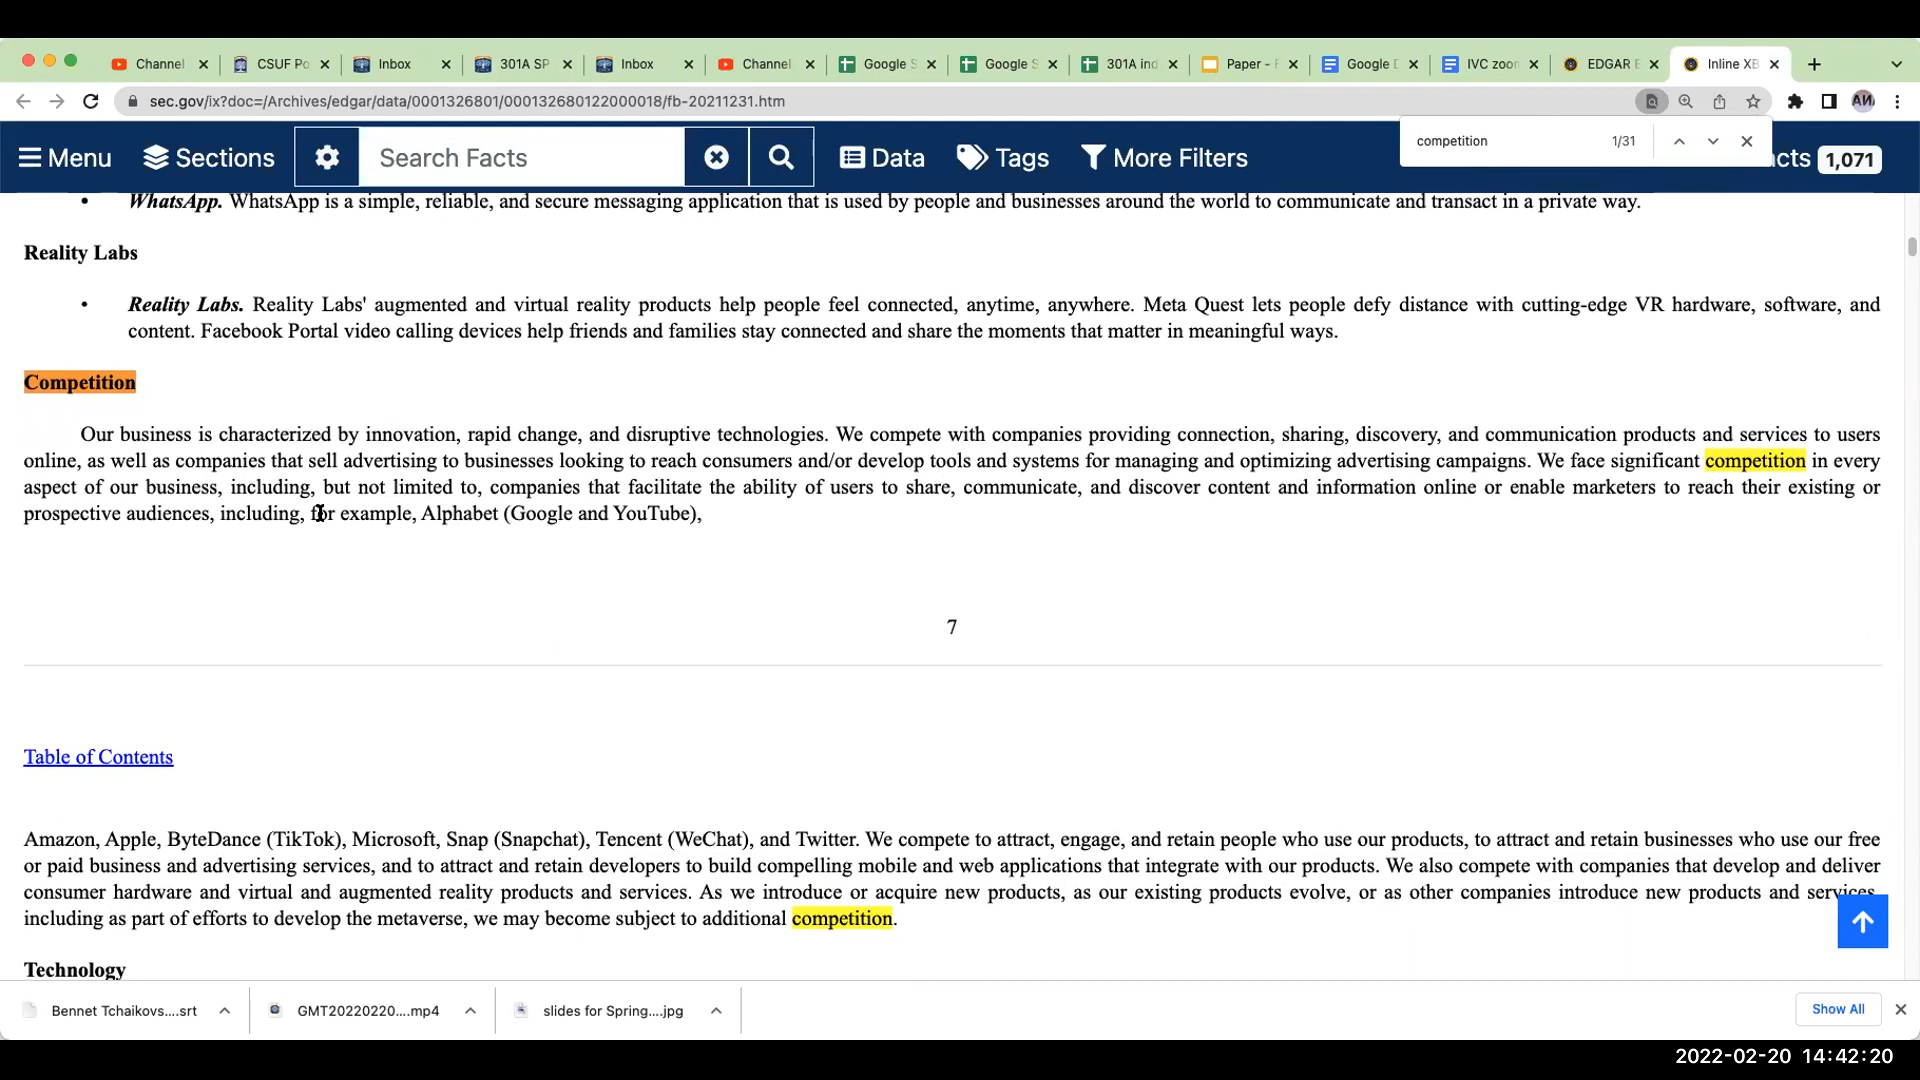 Channel
CSUF Po
Inbox
301A SP
Inbox
Channel
Google S
Google S
301A ind
Paper - F
Google D
IVC zoom
EDGAR
Inline XB
sec.gov/ix?doc=/Archives/edgar/data/0001326801/000132680122000018/fb-20211231.htm
competition 1/31
Menu Sections Search Facts Data Tags More Filters cts 1,071
• WhatsApp. WhatsApp is a simple, reliable, and secure messaging application that is used by people and businesses around the world to communicate and transact in a private way.
Reality Labs
• Reality Labs. Reality Labs' augmented and virtual reality products help people feel connected, anytime, anywhere. Meta Quest lets people defy distance with cutting-edge VR hardware, software, and
content. Facebook Portal video calling devices help friends and families stay connected and share the moments that matter in meaningful ways.
Competition
Our business is characterized by innovation, rapid change, and disruptive technologies. We compete with companies providing connection, sharing, discovery, and communication products and services to users
online, as well as companies that sell advertising to businesses looking to reach consumers and/or develop tools and systems for managing and optimizing advertising campaigns. We face significant competition in every
aspect of our business, including, but not limited to, companies that facilitate the ability of users to share, communicate, and discover content and information online or enable marketers to reach their existing or
prospective audiences, including, for example, Alphabet (Google and YouTube),
7
Table of Contents
Amazon, Apple, ByteDance (TikTok), Microsoft, Snap (Snapchat), Tencent (WeChat), and Twitter. We compete to attract, engage, and retain people who use our products, to attract and retain businesses who use our free
or paid business and advertising services, and to attract and retain developers to build compelling mobile and web applications that integrate with our products. We also compete with companies that develop and deliver
consumer hardware and virtual and augmented reality products and services. As we introduce or acquire new products, as our existing products evolve, or as other companies introduce new products and services,
including as part of efforts to develop the metaverse, we may become subject to additional competition.
Technology
Bennet Tchaikovs....srt
GMT20220220....mp4
slides for Spring....jpg
Show All
2022-02-20 14:42:20